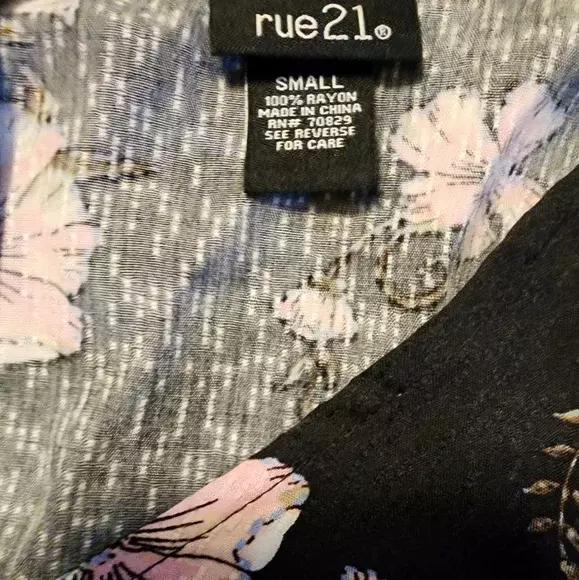 rue21®
SMALL
100% RAYON
MADE IN CHINA
RN# 70829
SEE REVERSE
FOR CARE